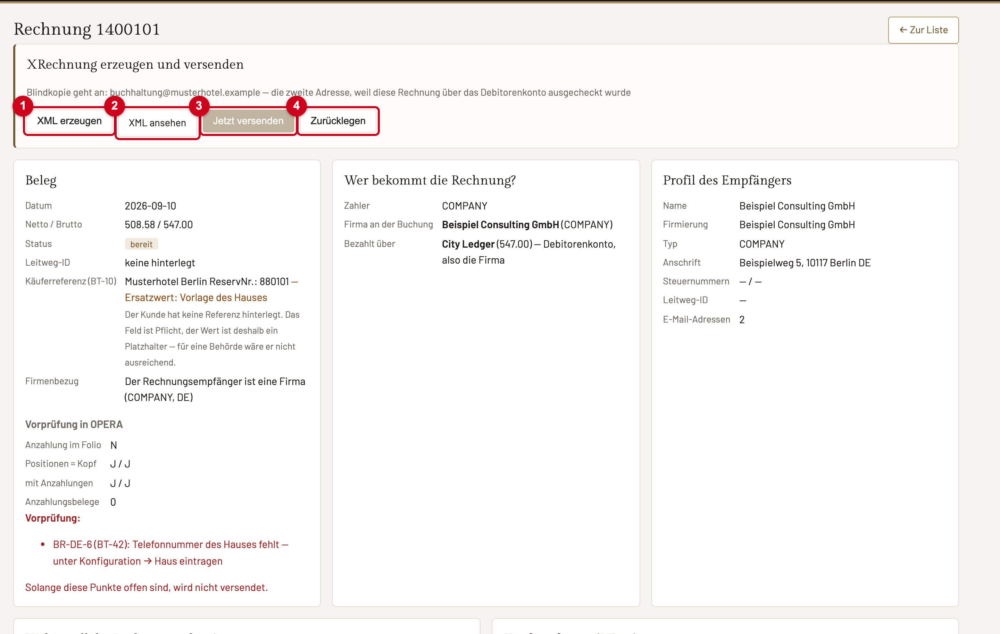 Rechnung 1400101
← Zur Liste
XRechnung erzeugen und versenden
Blindkopie geht an: buchhaltung@musterhotel.example – die zweite Adresse, weil diese Rechnung über das Debitorenkonto ausgecheckt wurde
1 2 3 4
XML erzeugen XML ansehen Jetzt versenden Zurücklegen
Beleg
Datum 2026-09-10
Netto / Brutto 508.58 / 547.00
Status bereit
Leitweg-ID keine hinterlegt
Käuferreferenz (BT-10) Musterhotel Berlin ReservNr.: 880101 –
Ersatzwert: Vorlage des Hauses
Der Kunde hat keine Referenz hinterlegt. Das
Feld ist Pflicht, der Wert ist deshalb ein
Platzhalter – für eine Behörde wäre er nicht
ausreichend.
Firmenbezug Der Rechnungsempfänger ist eine Firma
(COMPANY, DE)
Vorprüfung in OPERA
Anzahlung im Folio N
Positionen = Kopf J / J
mit Anzahlungen J / J
Anzahlungsbelege 0
Vorprüfung:
• BR-DE-6 (BT-42): Telefonnummer des Hauses fehlt –
unter Konfiguration → Haus eintragen
Solange diese Punkte offen sind, wird nicht versendet.
Wer bekommt die Rechnung?
Zahler COMPANY
Firma an der Buchung Beispiel Consulting GmbH (COMPANY)
Bezahlt über City Ledger (547.00) – Debitorenkonto,
also die Firma
Profil des Empfängers
Name Beispiel Consulting GmbH
Firmierung Beispiel Consulting GmbH
Typ COMPANY
Anschrift Beispielweg 5, 10117 Berlin DE
Steuernummern – / –
Leitweg-ID –
E-Mail-Adressen 2